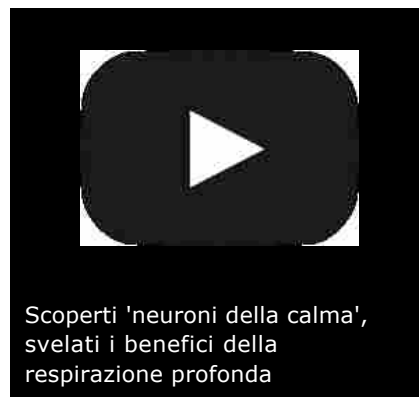 Scoperti 'neuroni della calma',
svelati i benefici della
respirazione profonda